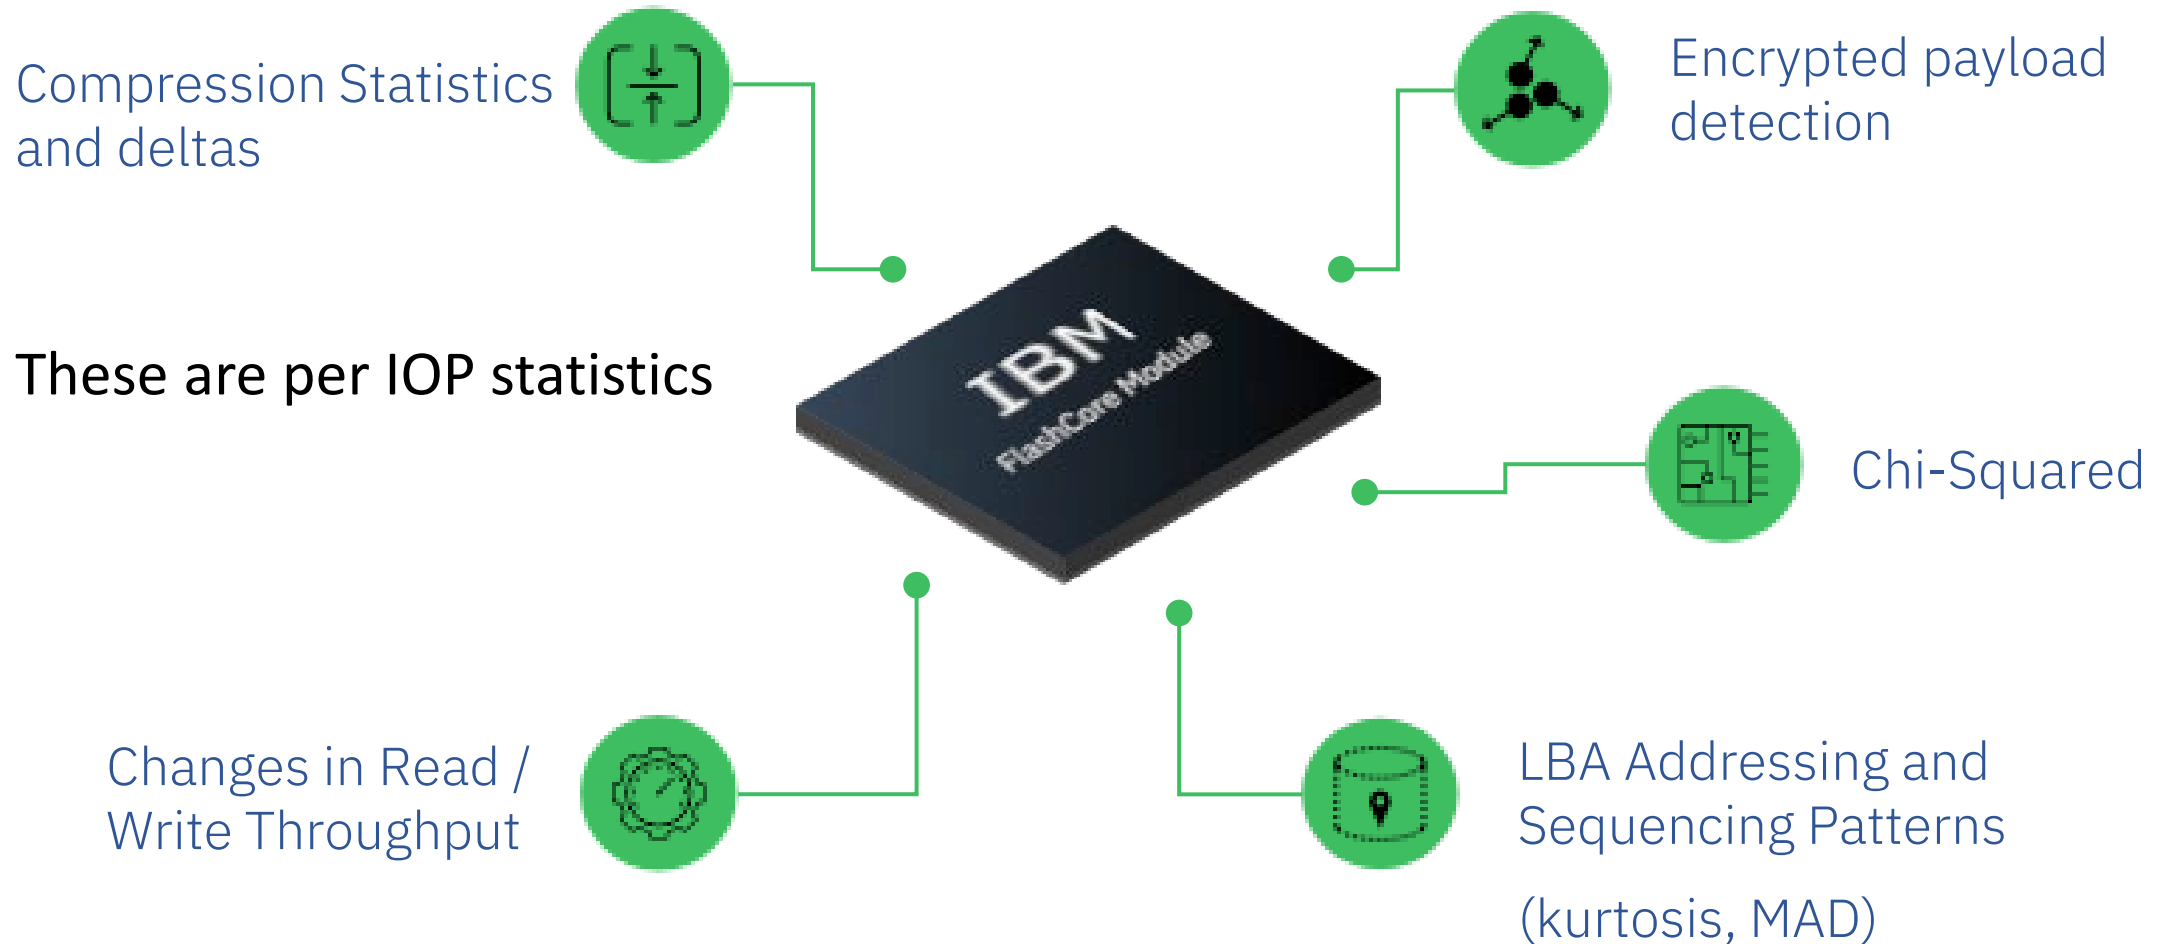 Compression Statistics
and deltas
Encrypted payload
detection
These are per IOP statistics
IBM
FlashCore Module
Chi-Squared
Changes in Read /
Write Throughput
LBA Addressing and
Sequencing Patterns
(kurtosis, MAD)